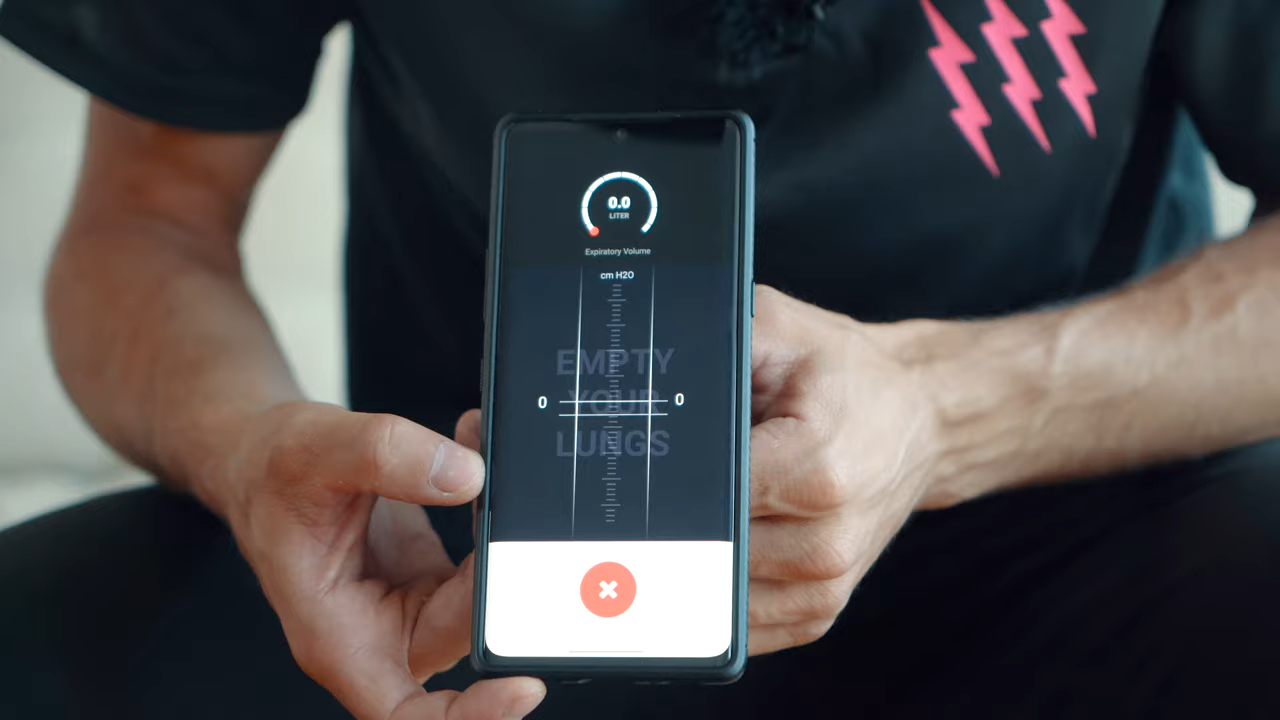 0.0
LITER
Expiratory Volume
cm H2O
EMPTY
YOUR
LUNGS
0
0